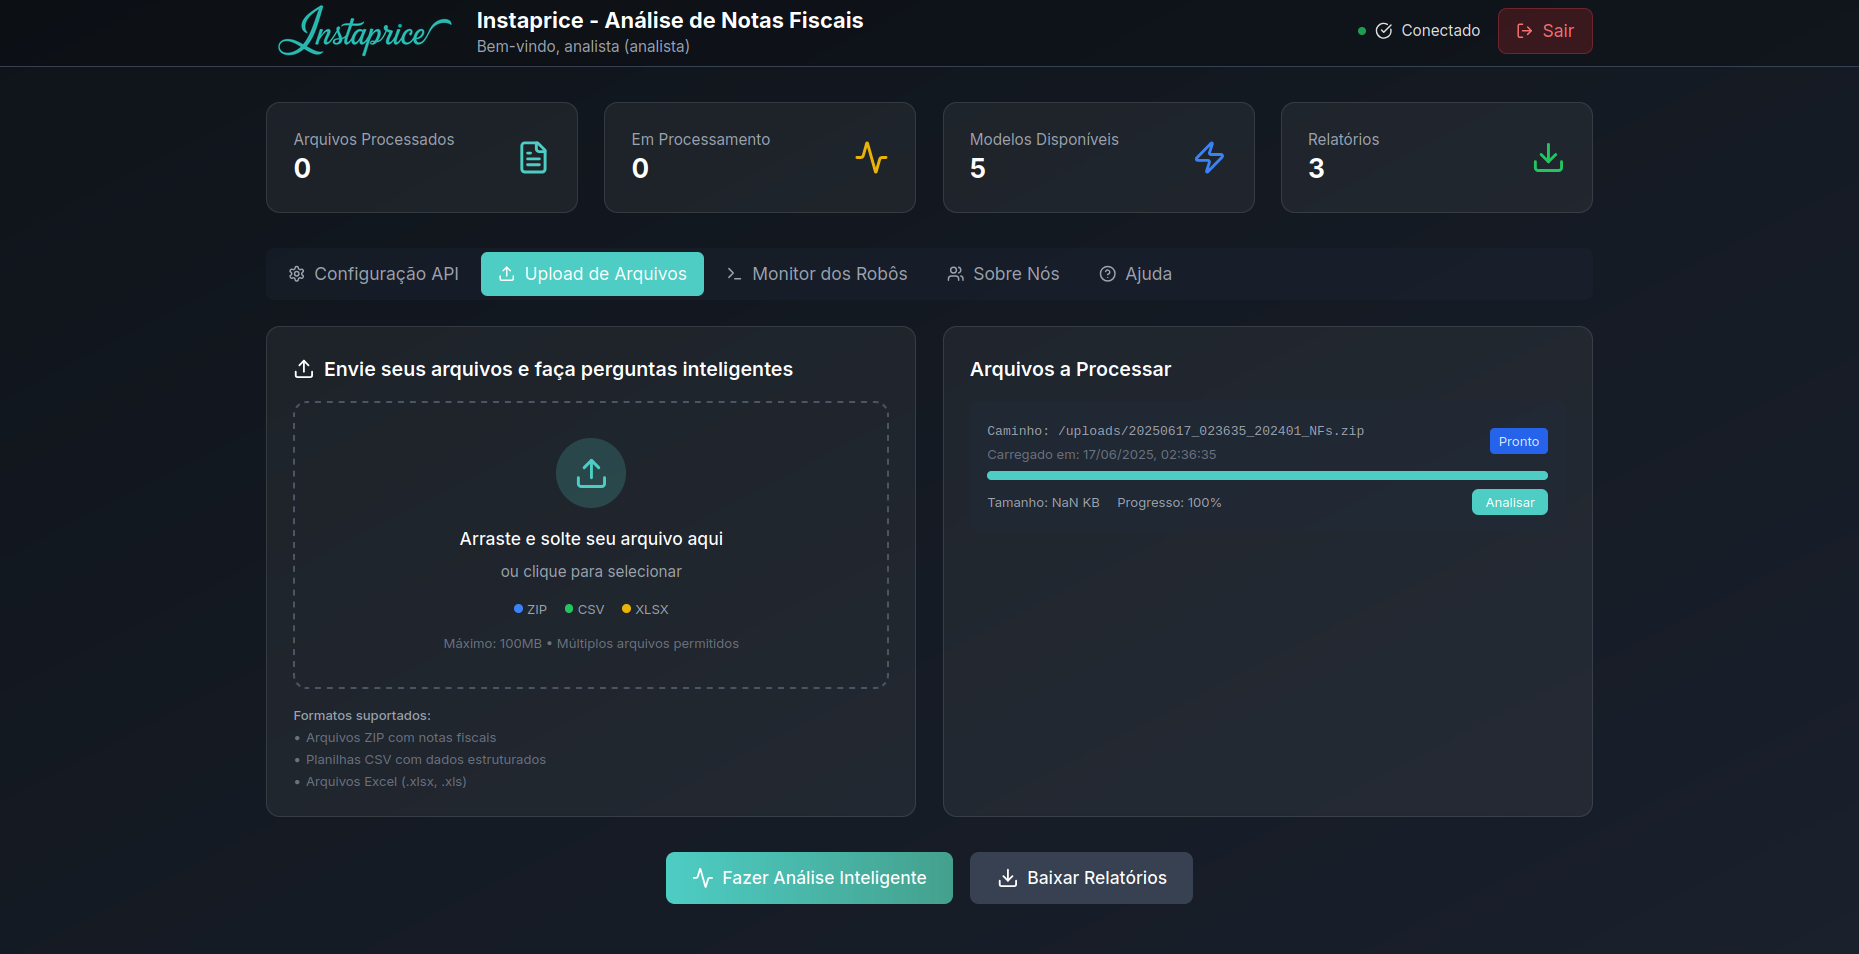 Instaprice
Instaprice - Análise de Notas Fiscais
Bem-vindo, analista (analista)
Conectado
Sair
Arquivos Processados
0
Em Processamento
0
Modelos Disponíveis
5
Relatórios
3
Configuração API
Upload de Arquivos
Monitor dos Robôs
Sobre Nós
Ajuda
Envie seus arquivos e faça perguntas inteligentes
Arraste e solte seu arquivo aqui
ou clique para selecionar
ZIP
CSV
XLSX
Máximo: 100MB • Múltiplos arquivos permitidos
Formatos suportados:
• Arquivos ZIP com notas fiscais
• Planilhas CSV com dados estruturados
• Arquivos Excel (.xlsx, .xls)
Arquivos a Processar
Caminho: /uploads/20250617_023635_202401_NFs.zip
Pronto
Carregado em: 17/06/2025, 02:36:35
Tamanho: NaN KB
Progresso: 100%
Analisar
Fazer Análise Inteligente
Baixar Relatórios